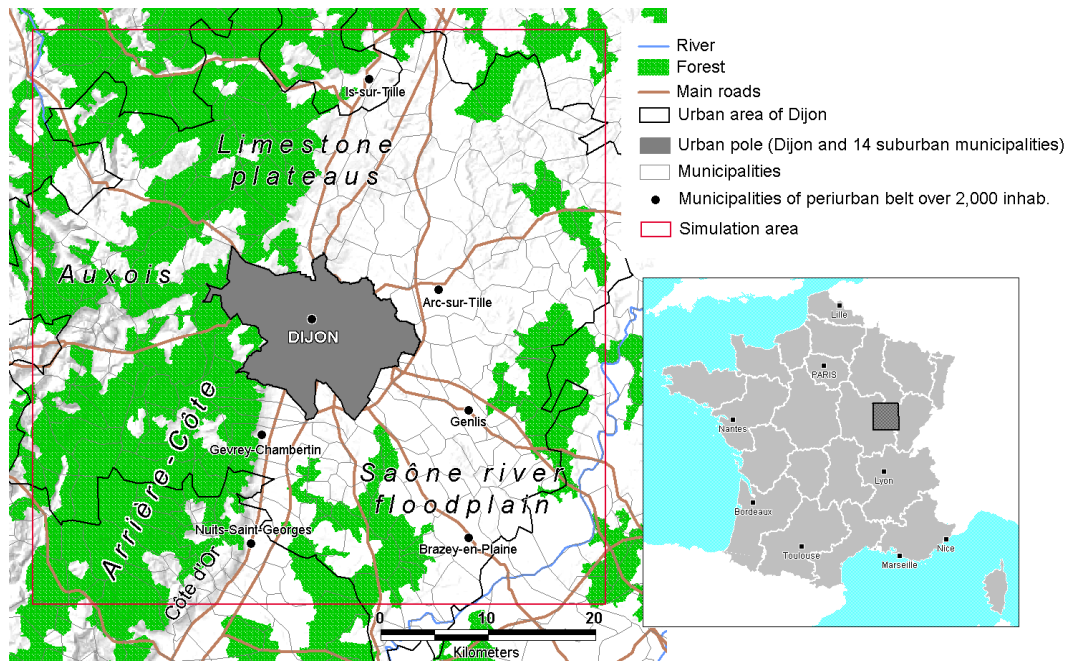 Is-sur-Tille
Limestone
plateaus
Auxois
Arc-sur-Tille
DIJON
Genlis
Gevrey-Chambertin
Arrière-Côte
Saône river
floodplain
Nuits-Saint-Georges
Brazey-en-Plaine
Côte d'Or
0 10 20
Kilometers
River
Forest
Main roads
Urban area of Dijon
Urban pole (Dijon and 14 suburban municipalities)
Municipalities
Municipalities of periurban belt over 2,000 inhab.
Simulation area
Lille
PARIS
Nantes
Lyon
Bordeaux
Toulouse
Marseille
Nice